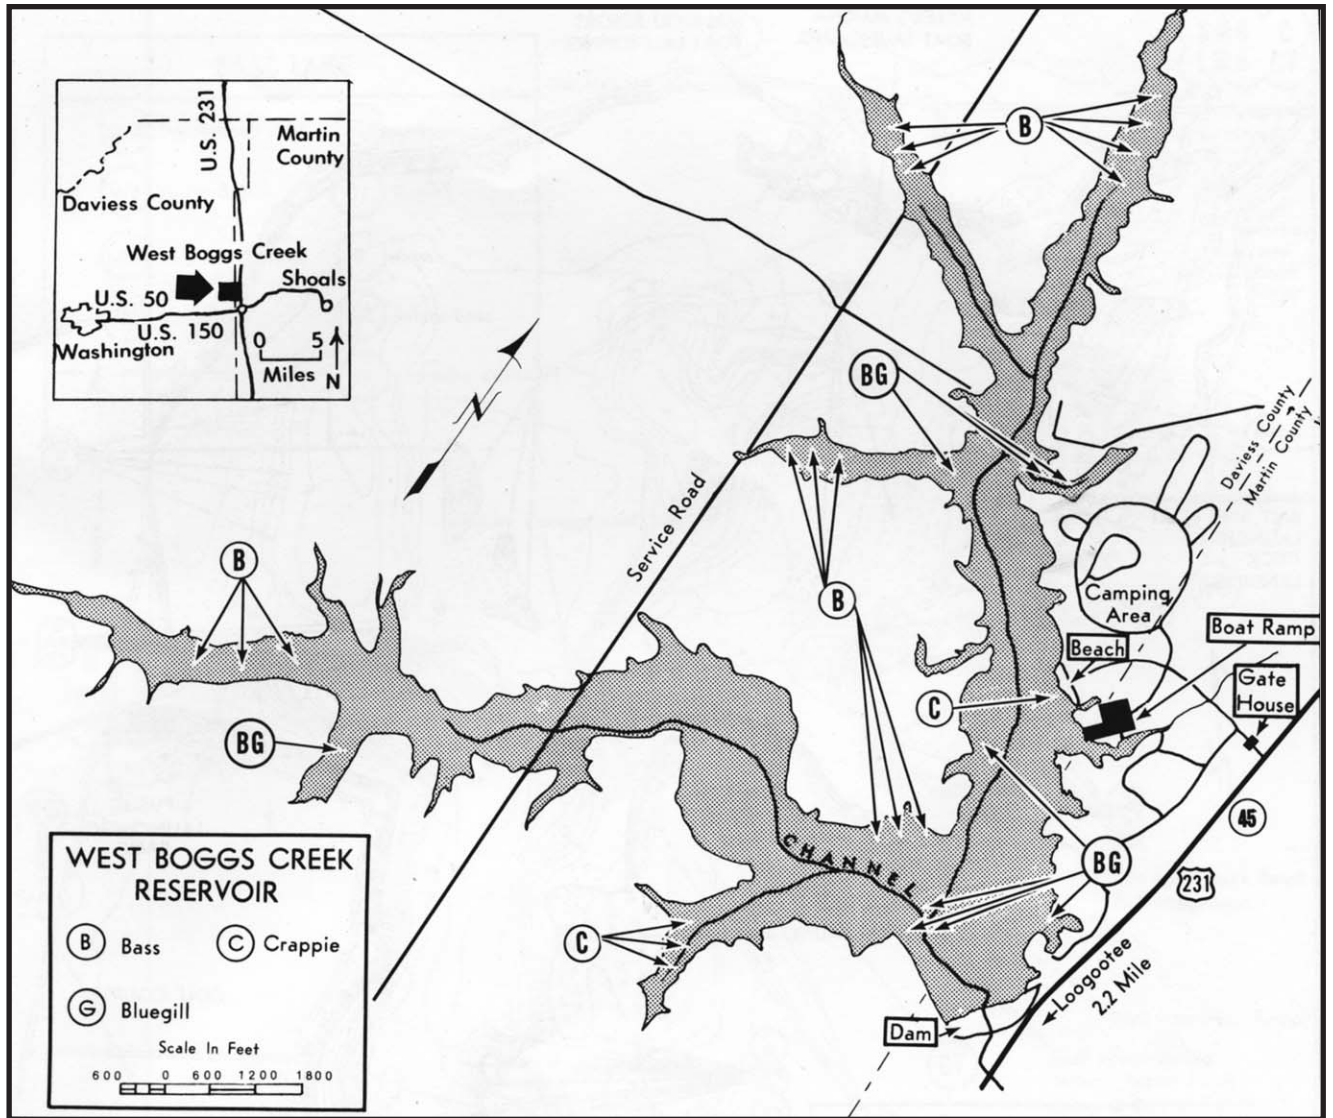 U.S. 231
Martin
County
Daviess County
West Boggs Creek
Shoals
U.S. 50
U.S. 150
Washington
0 5
Miles N
N
B
BG
Service Road
Daviess County
Martin County
B
B
Camping
Area
Boat Ramp
Beach
Gate
House
C
BG
45
CHANNEL
BG
231
C
Loogootee
2.2 Mile
Dam
WEST BOGGS CREEK
RESERVOIR
B Bass C Crappie
G Bluegill
Scale In Feet
600 0 600 1200 1800